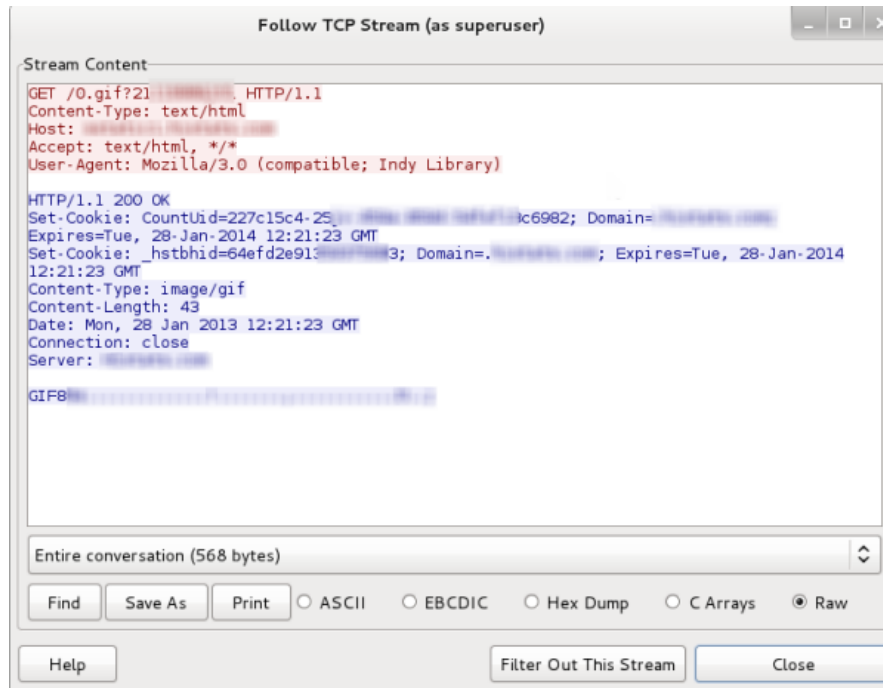 Follow TCP Stream (as superuser)
Stream Content
GET /0.gif?21 HTTP/1.1
Content-Type: text/html
Host:
Accept: text/html, */*
User-Agent: Mozilla/3.0 (compatible; Indy Library)
HTTP/1.1 200 OK
Set-Cookie: CountUid=227c15c4-25 c6982; Domain=
Expires=Tue, 28-Jan-2014 12:21:23 GMT
Set-Cookie: _hstbhid=64efd2e913 3; Domain=. ; Expires=Tue, 28-Jan-2014
12:21:23 GMT
Content-Type: image/gif
Content-Length: 43
Date: Mon, 28 Jan 2013 12:21:23 GMT
Connection: close
Server:
GIF8
Entire conversation (568 bytes)
Find Save As Print ASCII EBCDIC Hex Dump C Arrays Raw
Help Filter Out This Stream Close